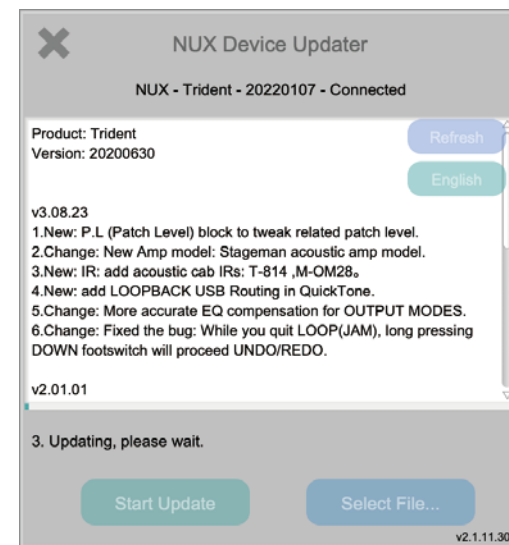 NUX Device Updater
NUX - Trident - 20220107 - Connected
Product: Trident
Version: 20200630
Refresh
English
v3.08.23
1.New: P.L (Patch Level) block to tweak related patch level.
2.Change: New Amp model: Stageman acoustic amp model.
3.New: IR: add acoustic cab IRs: T-814 ,M-OM28。
4.New: add LOOPBACK USB Routing in QuickTone.
5.Change: More accurate EQ compensation for OUTPUT MODES.
6.Change: Fixed the bug: While you quit LOOP(JAM), long pressing
DOWN footswitch will proceed UNDO/REDO.
v2.01.01
3. Updating, please wait.
Start Update
Select File...
v2.1.11.30